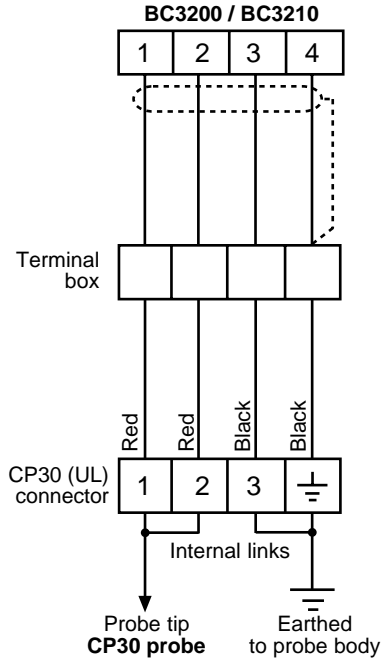 BC3200 / BC3210
1 2 3 4
Terminal
box
Red Red Black Black
CP30 (UL)
connector
1 2 3
Internal links
Probe tip
CP30 probe
Earthed
to probe body